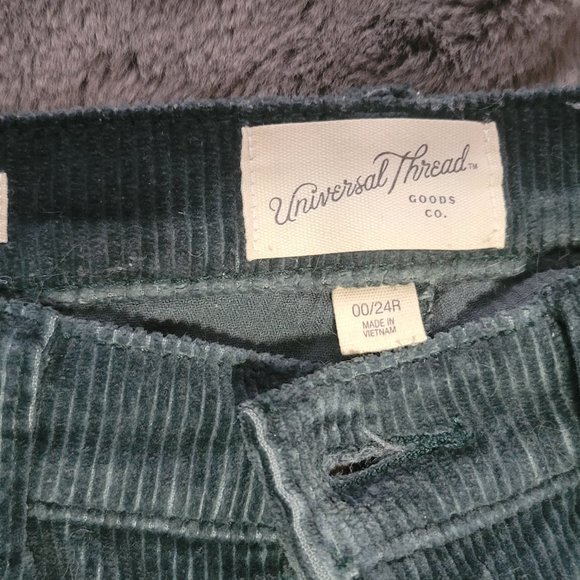 Universal Thread™
GOODS
CO.
00/24R
MADE IN
VIETNAM